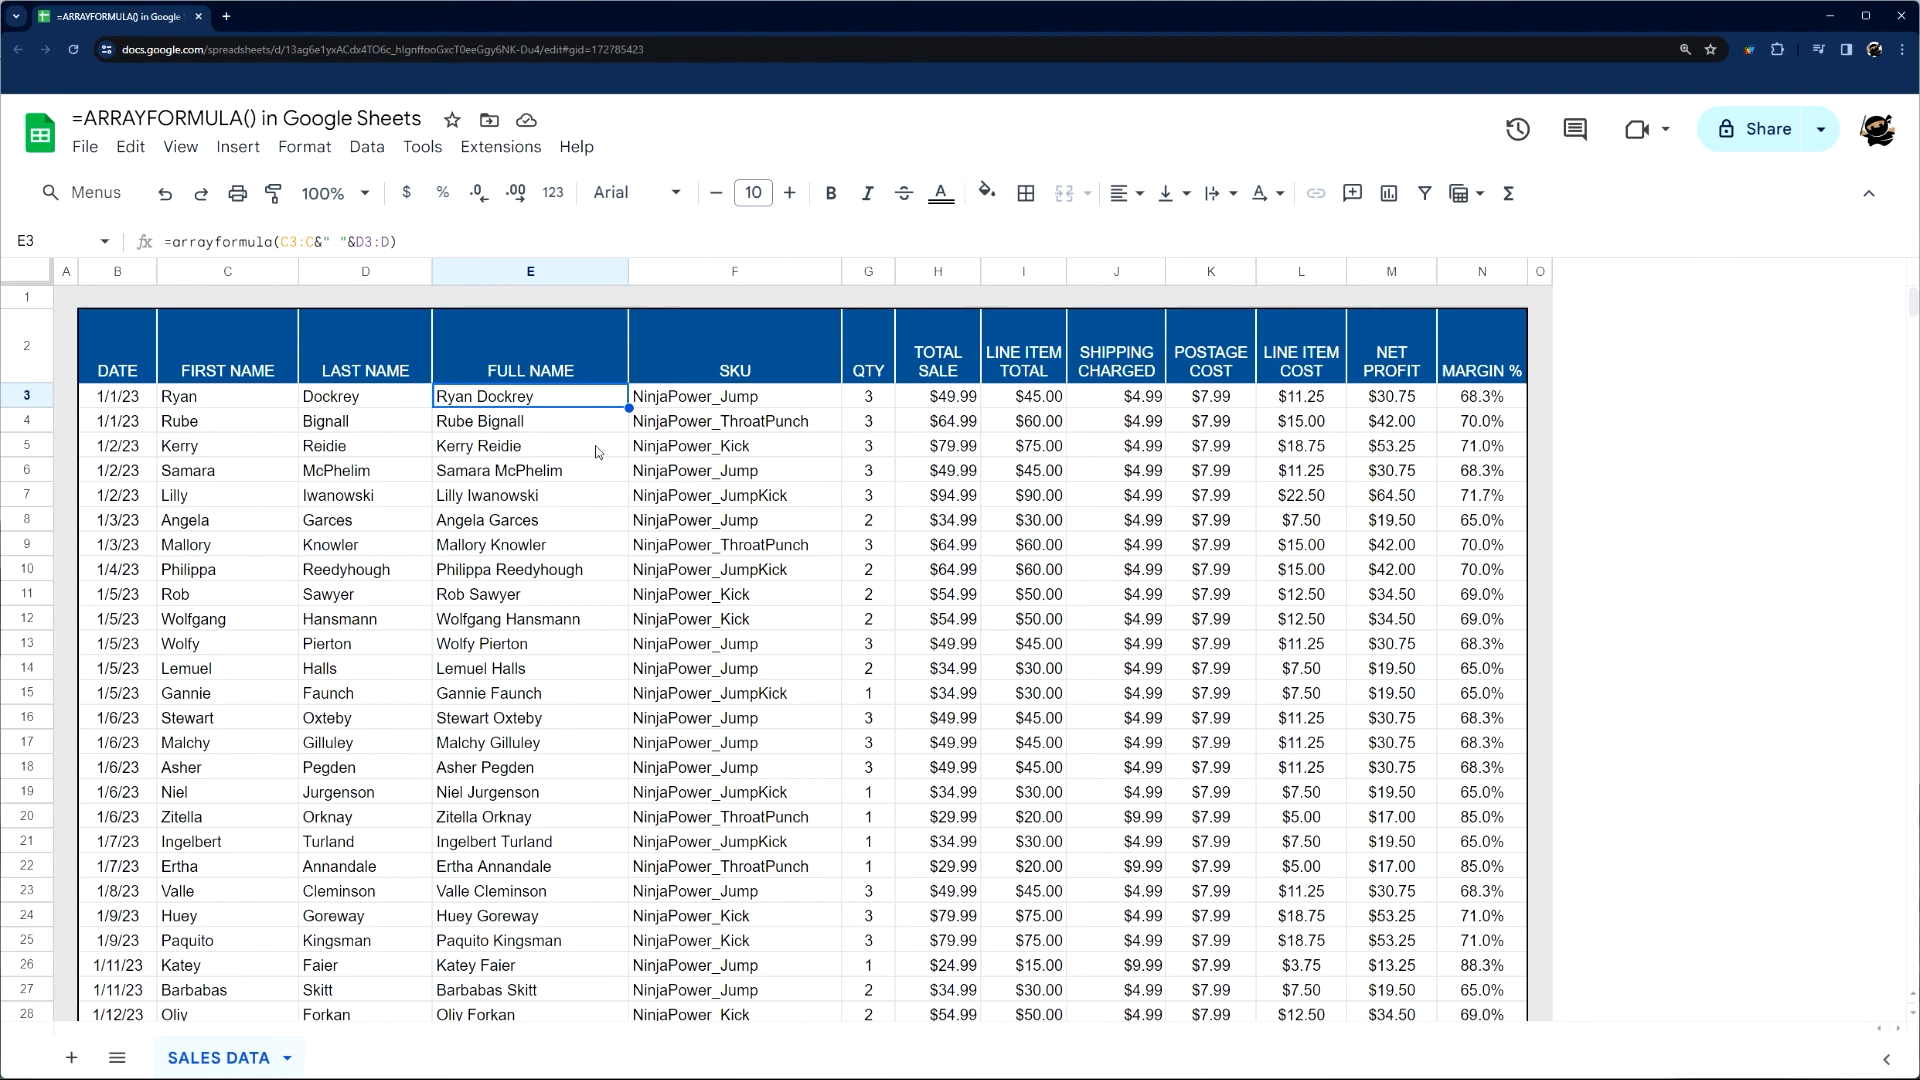 =ARRAYFORMULA() in Google
docs.google.com/spreadsheets/d/13ag6e1yxACdx4TO6c_hIgnffooGxcT0eeGgy6NK-Du4/edit#gid=172785423
=ARRAYFORMULA() in Google Sheets
File Edit View Insert Format Data Tools Extensions Help
Share
Menus 100% $ % .0 .00 123 Arial 10 B I S A
E3 fx =arrayformula(C3:C&" "&D3:D)
A B C D E F G H I J K L M N O
1
2 DATE FIRST NAME LAST NAME FULL NAME SKU QTY TOTAL SALE LINE ITEM TOTAL SHIPPING CHARGED POSTAGE COST LINE ITEM COST NET PROFIT MARGIN %
3 1/1/23 Ryan Dockrey Ryan Dockrey NinjaPower_Jump 3 $49.99 $45.00 $4.99 $7.99 $11.25 $30.75 68.3%
4 1/1/23 Rube Bignall Rube Bignall NinjaPower_ThroatPunch 3 $64.99 $60.00 $4.99 $7.99 $15.00 $42.00 70.0%
5 1/2/23 Kerry Reidie Kerry Reidie NinjaPower_Kick 3 $79.99 $75.00 $4.99 $7.99 $18.75 $53.25 71.0%
6 1/2/23 Samara McPhelim Samara McPhelim NinjaPower_Jump 3 $49.99 $45.00 $4.99 $7.99 $11.25 $30.75 68.3%
7 1/2/23 Lilly Iwanowski Lilly Iwanowski NinjaPower_JumpKick 3 $94.99 $90.00 $4.99 $7.99 $22.50 $64.50 71.7%
8 1/3/23 Angela Garces Angela Garces NinjaPower_Jump 2 $34.99 $30.00 $4.99 $7.99 $7.50 $19.50 65.0%
9 1/3/23 Mallory Knowler Mallory Knowler NinjaPower_ThroatPunch 3 $64.99 $60.00 $4.99 $7.99 $15.00 $42.00 70.0%
10 1/4/23 Philippa Reedyhough Philippa Reedyhough NinjaPower_JumpKick 2 $64.99 $60.00 $4.99 $7.99 $15.00 $42.00 70.0%
11 1/5/23 Rob Sawyer Rob Sawyer NinjaPower_Kick 2 $54.99 $50.00 $4.99 $7.99 $12.50 $34.50 69.0%
12 1/5/23 Wolfgang Hansmann Wolfgang Hansmann NinjaPower_Kick 2 $54.99 $50.00 $4.99 $7.99 $12.50 $34.50 69.0%
13 1/5/23 Wolfy Pierton Wolfy Pierton NinjaPower_Jump 3 $49.99 $45.00 $4.99 $7.99 $11.25 $30.75 68.3%
14 1/5/23 Lemuel Halls Lemuel Halls NinjaPower_Jump 2 $34.99 $30.00 $4.99 $7.99 $7.50 $19.50 65.0%
15 1/5/23 Gannie Faunch Gannie Faunch NinjaPower_JumpKick 1 $34.99 $30.00 $4.99 $7.99 $7.50 $19.50 65.0%
16 1/6/23 Stewart Oxteby Stewart Oxteby NinjaPower_Jump 3 $49.99 $45.00 $4.99 $7.99 $11.25 $30.75 68.3%
17 1/6/23 Malchy Gilluley Malchy Gilluley NinjaPower_Jump 3 $49.99 $45.00 $4.99 $7.99 $11.25 $30.75 68.3%
18 1/6/23 Asher Pegden Asher Pegden NinjaPower_Jump 3 $49.99 $45.00 $4.99 $7.99 $11.25 $30.75 68.3%
19 1/6/23 Niel Jurgenson Niel Jurgenson NinjaPower_JumpKick 1 $34.99 $30.00 $4.99 $7.99 $7.50 $19.50 65.0%
20 1/6/23 Zitella Orknay Zitella Orknay NinjaPower_ThroatPunch 1 $29.99 $20.00 $9.99 $7.99 $5.00 $17.00 85.0%
21 1/7/23 Ingelbert Turland Ingelbert Turland NinjaPower_JumpKick 1 $34.99 $30.00 $4.99 $7.99 $7.50 $19.50 65.0%
22 1/7/23 Ertha Annandale Ertha Annandale NinjaPower_ThroatPunch 1 $29.99 $20.00 $9.99 $7.99 $5.00 $17.00 85.0%
23 1/8/23 Valle Cleminson Valle Cleminson NinjaPower_Jump 3 $49.99 $45.00 $4.99 $7.99 $11.25 $30.75 68.3%
24 1/9/23 Huey Goreway Huey Goreway NinjaPower_Kick 3 $79.99 $75.00 $4.99 $7.99 $18.75 $53.25 71.0%
25 1/9/23 Paquito Kingsman Paquito Kingsman NinjaPower_Kick 3 $79.99 $75.00 $4.99 $7.99 $18.75 $53.25 71.0%
26 1/11/23 Katey Faier Katey Faier NinjaPower_Jump 1 $24.99 $15.00 $9.99 $7.99 $3.75 $13.25 88.3%
27 1/11/23 Barbabas Skitt Barbabas Skitt NinjaPower_Jump 2 $34.99 $30.00 $4.99 $7.99 $7.50 $19.50 65.0%
28 1/12/23 Oliv Forkan Oliv Forkan NinjaPower_Kick 2 $54.99 $50.00 $4.99 $7.99 $12.50 $34.50 69.0%
SALES DATA